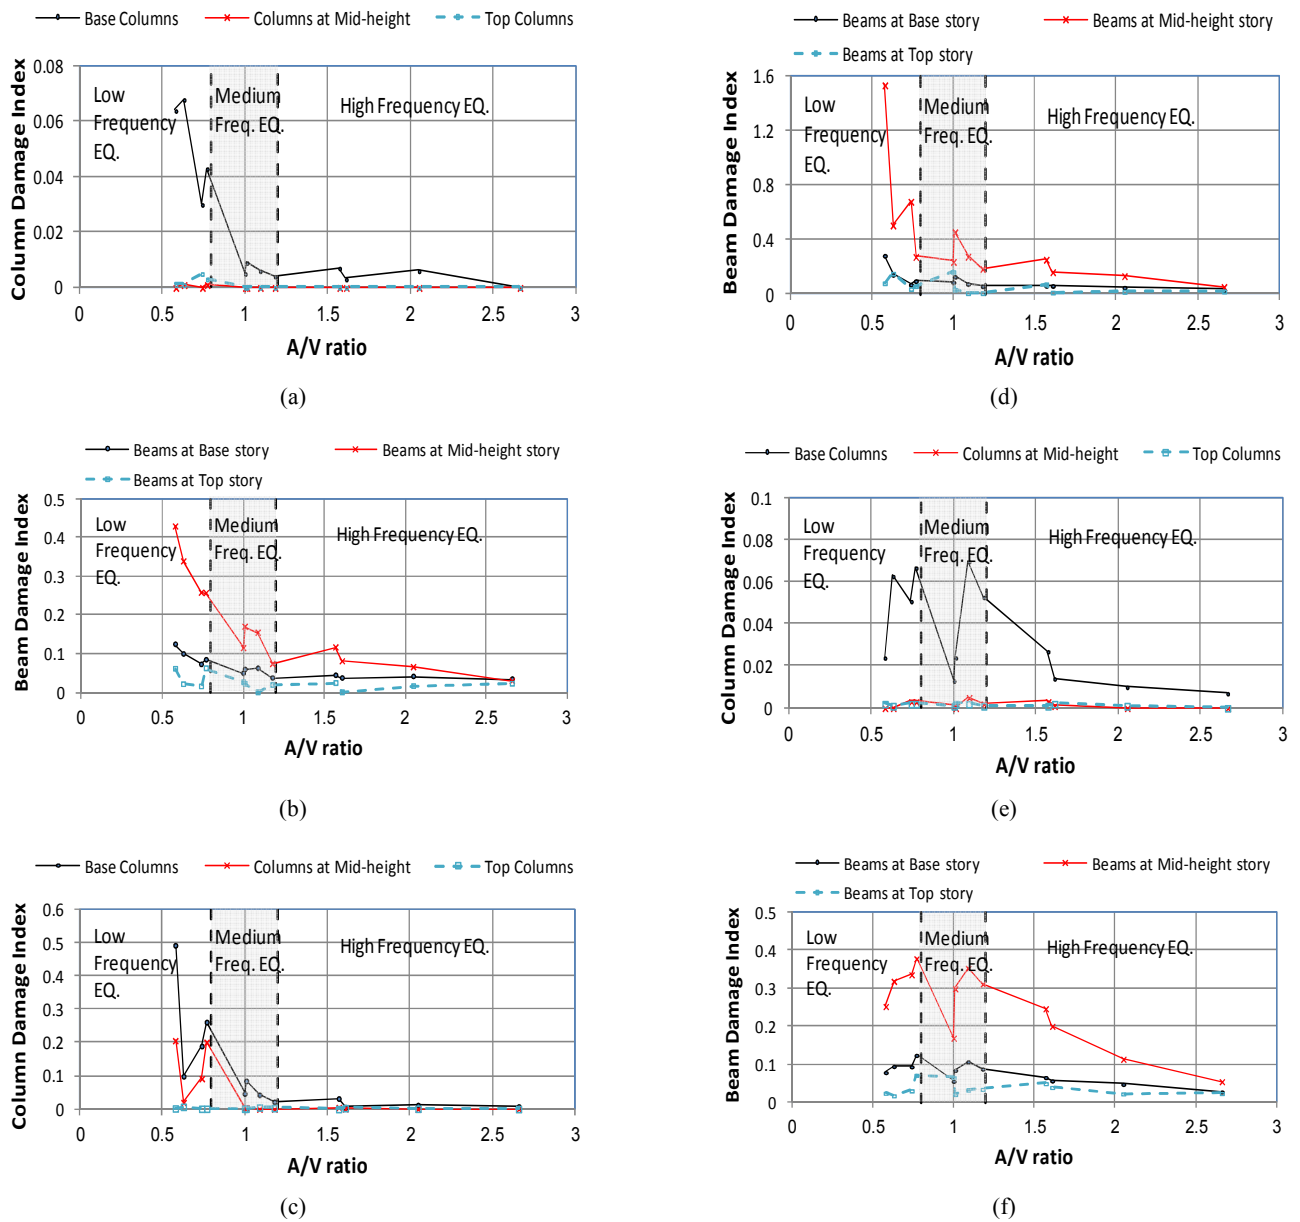 Base Columns Columns at Mid-height Top Columns
Column Damage Index
0.08
0.06
0.04
0.02
0
Low
Frequency
EQ.
Medium
Freq. EQ.
High Frequency EQ.
0 0.5 1 1.5 2 2.5 3
A/V ratio
(a)
Beams at Base story Beams at Mid-height story
Beams at Top story
Beam Damage Index
1.6
1.2
0.8
0.4
0
Low
Frequency
EQ.
Medium
Freq. EQ.
High Frequency EQ.
0 0.5 1 1.5 2 2.5 3
A/V ratio
(d)
Beams at Base story Beams at Mid-height story
Beams at Top story
Beam Damage Index
0.5
0.4
0.3
0.2
0.1
0
Low
Frequency
EQ.
Medium
Freq. EQ.
High Frequency EQ.
0 0.5 1 1.5 2 2.5 3
A/V ratio
(b)
Base Columns Columns at Mid-height Top Columns
Column Damage Index
0.1
0.08
0.06
0.04
0.02
0
Low
Frequency
EQ.
Medium
Freq. EQ.
High Frequency EQ.
0 0.5 1 1.5 2 2.5 3
A/V ratio
(e)
Base Columns Columns at Mid-height Top Columns
Column Damage Index
0.6
0.5
0.4
0.3
0.2
0.1
0
Low
Frequency
EQ.
Medium
Freq. EQ.
High Frequency EQ.
0 0.5 1 1.5 2 2.5 3
A/V ratio
(c)
Beams at Base story Beams at Mid-height story
Beams at Top story
Beam Damage Index
0.5
0.4
0.3
0.2
0.1
0
Low
Frequency
EQ.
Medium
Freq. EQ.
High Frequency EQ.
0 0.5 1 1.5 2 2.5 3
A/V ratio
(f)